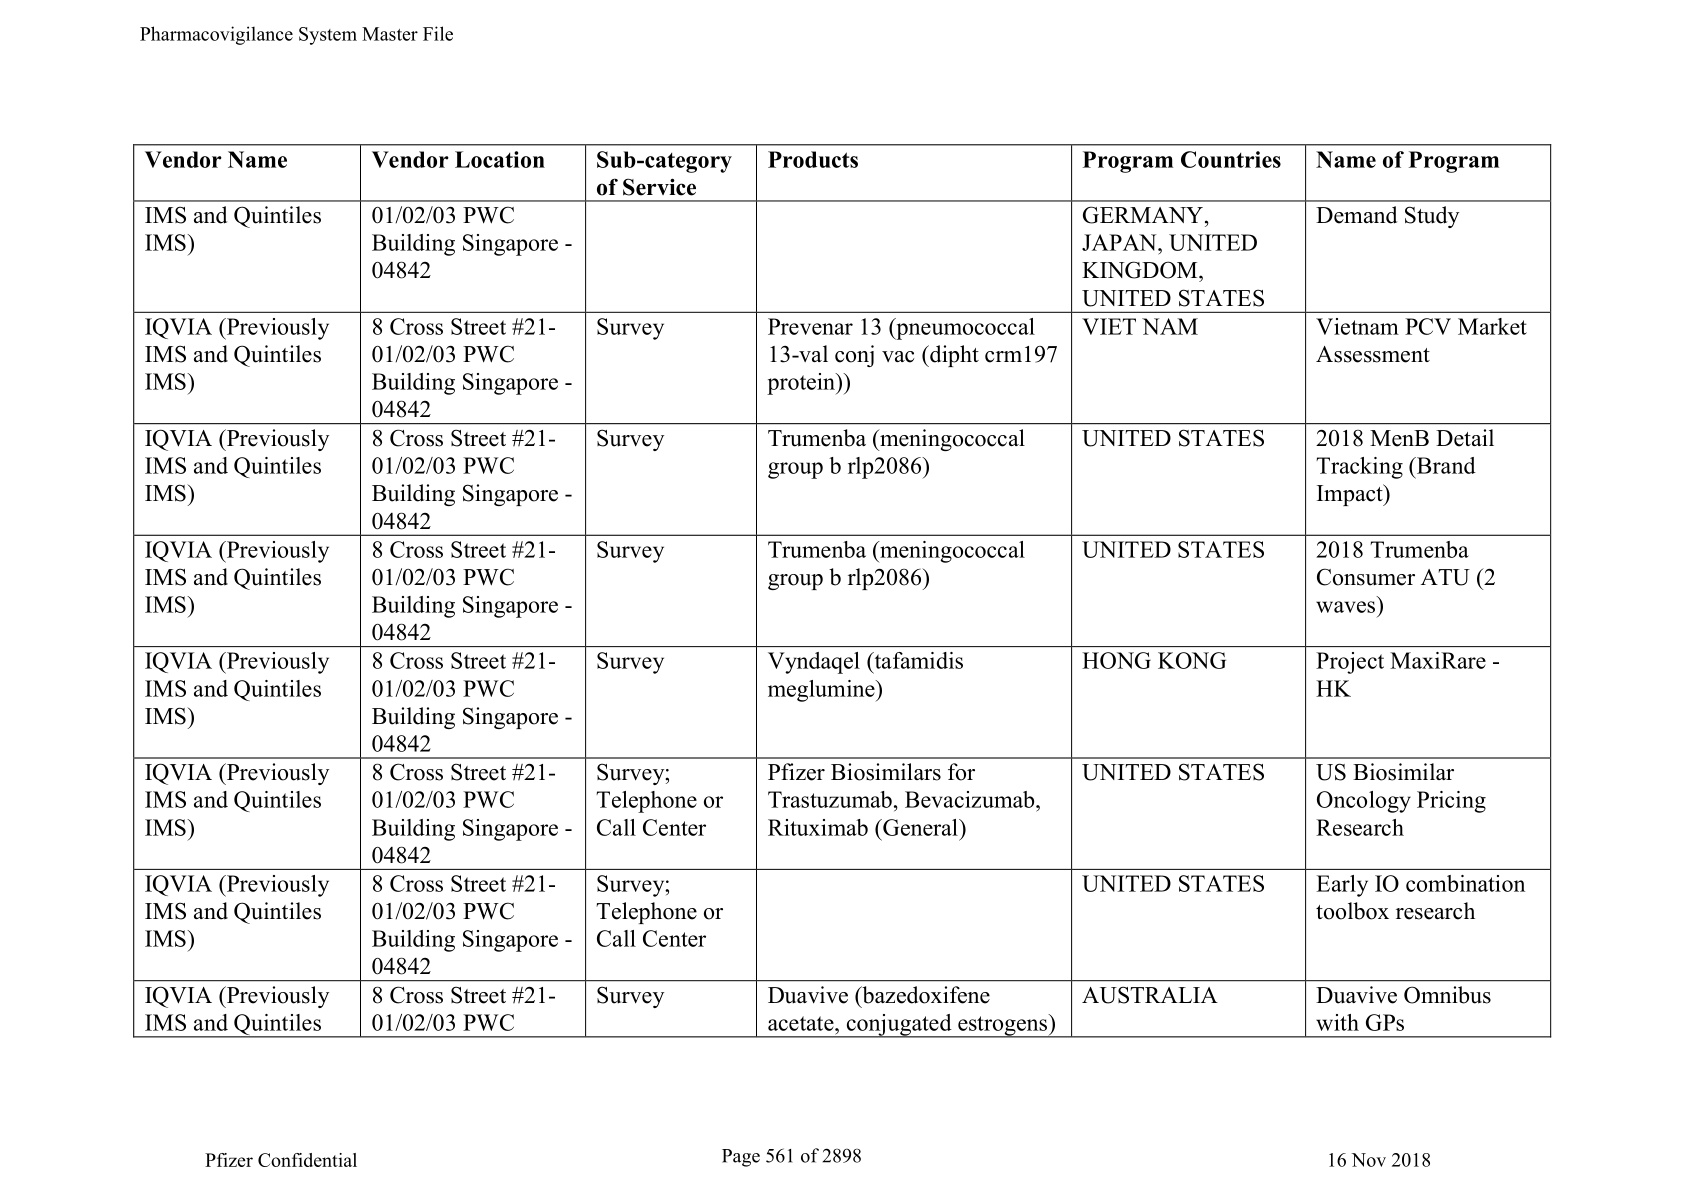 Pharmacovigilance System Master File
Vendor Name
Vendor Location
Sub-category
of Service
Products
Program Countries
Name of Program
IMS and Quintiles
IMS)
01/02/03 PWC
Building Singapore -
04842
GERMANY,
JAPAN, UNITED
KINGDOM,
UNITED STATES
Demand Study
IQVIA (Previously
IMS and Quintiles
IMS)
8 Cross Street #21-
01/02/03 PWC
Building Singapore -
04842
Survey
Prevenar 13 (pneumococcal
13-val conj vac (dipht crm197
protein))
VIET NAM
Vietnam PCV Market
Assessment
IQVIA (Previously
IMS and Quintiles
IMS)
8 Cross Street #21-
01/02/03 PWC
Building Singapore -
04842
Survey
Trumenba (meningococcal
group b rlp2086)
UNITED STATES
2018 MenB Detail
Tracking (Brand
Impact)
IQVIA (Previously
IMS and Quintiles
IMS)
8 Cross Street #21-
01/02/03 PWC
Building Singapore -
04842
Survey
Trumenba (meningococcal
group b rlp2086)
UNITED STATES
2018 Trumenba
Consumer ATU (2
waves)
IQVIA (Previously
IMS and Quintiles
IMS)
8 Cross Street #21-
01/02/03 PWC
Building Singapore -
04842
Survey
Vyndaqel (tafamidis
meglumine)
HONG KONG
Project MaxiRare -
HK
IQVIA (Previously
IMS and Quintiles
IMS)
8 Cross Street #21-
01/02/03 PWC
Building Singapore -
04842
Survey;
Telephone or
Call Center
Pfizer Biosimilars for
Trastuzumab, Bevacizumab,
Rituximab (General)
UNITED STATES
US Biosimilar
Oncology Pricing
Research
IQVIA (Previously
IMS and Quintiles
IMS)
8 Cross Street #21-
01/02/03 PWC
Building Singapore -
04842
Survey;
Telephone or
Call Center
UNITED STATES
Early IO combination
toolbox research
IQVIA (Previously
IMS and Quintiles
8 Cross Street #21-
01/02/03 PWC
Survey
Duavive (bazedoxifene
acetate, conjugated estrogens)
AUSTRALIA
Duavive Omnibus
with GPs
Pfizer Confidential
Page 561 of 2898
16 Nov 2018